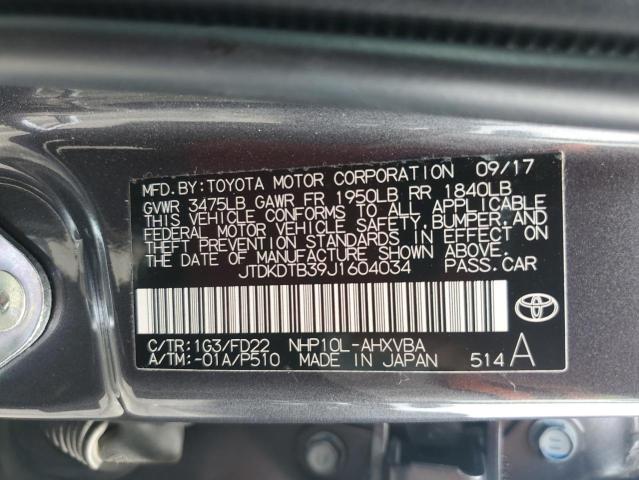 MFD. BY: TOYOTA MOTOR CORPORATION 09/17
GVWR 3475LB GAWR FR 1950LB RR 1840LB
THIS VEHICLE CONFORMS TO ALL APPLICABLE
FEDERAL MOTOR VEHICLE SAFETY, BUMPER, AND
THEFT PREVENTION STANDARDS IN EFFECT ON
THE DATE OF MANUFACTURE SHOWN ABOVE.
JTDKDTB39J1604034 PASS. CAR
C/TR: 1G3/FD22 NHP10L-AHXVBA
A/TM: -01A/P510 MADE IN JAPAN 514 A